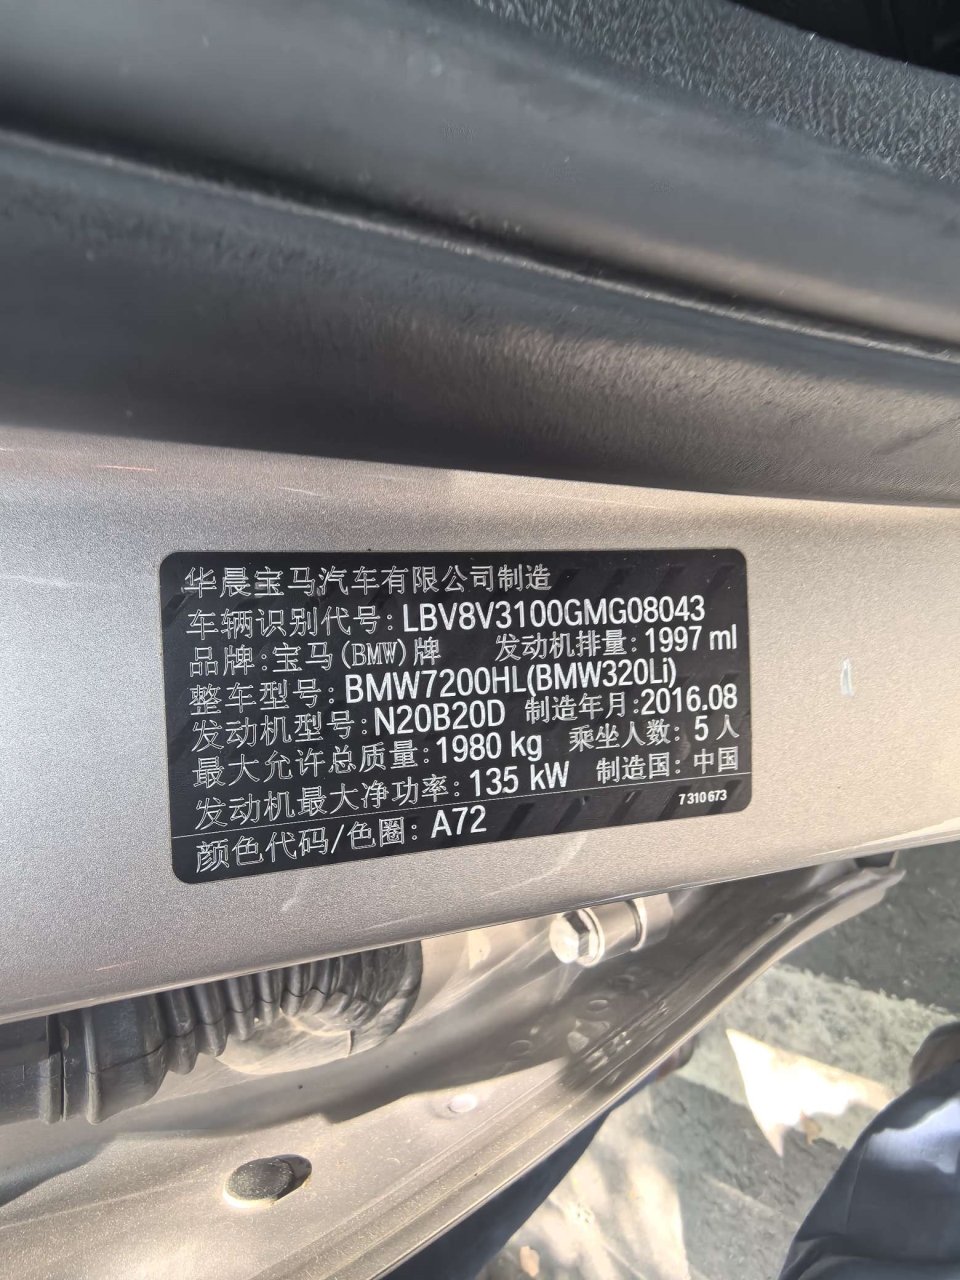 华晨宝马汽车有限公司制造
车辆识别代号: LBV8V3100GMG08043
品牌:宝马(BMW)牌 发动机排量: 1997 ml
整车型号: BMW7200HL(BMW320Li)
发动机型号: N20B20D 制造年月:2016.08
最大允许总质量: 1980 kg 乘坐人数: 5 人
发动机最大净功率: 135 kW 制造国: 中国
颜色代码/色圈: A72 7 310 673